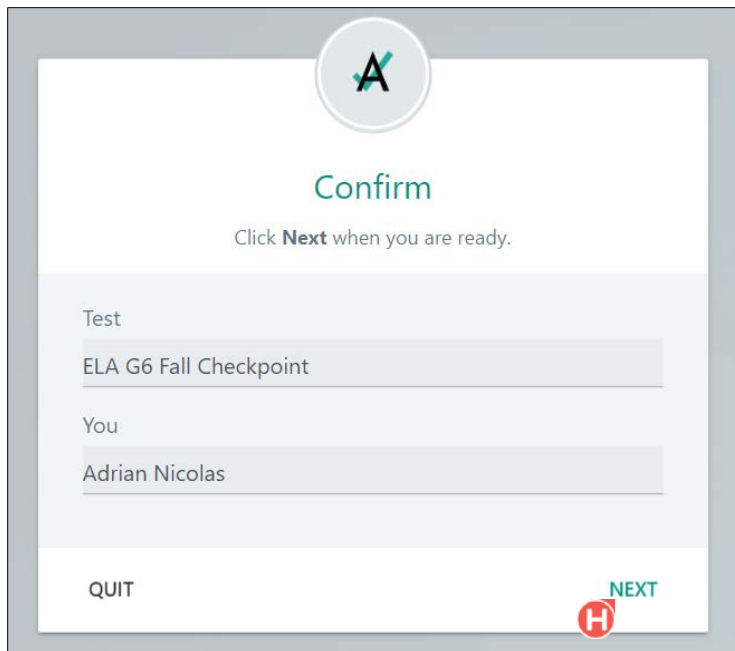 A
Confirm
Click Next when you are ready.
Test
ELA G6 Fall Checkpoint
You
Adrian Nicolas
QUIT
NEXT
H